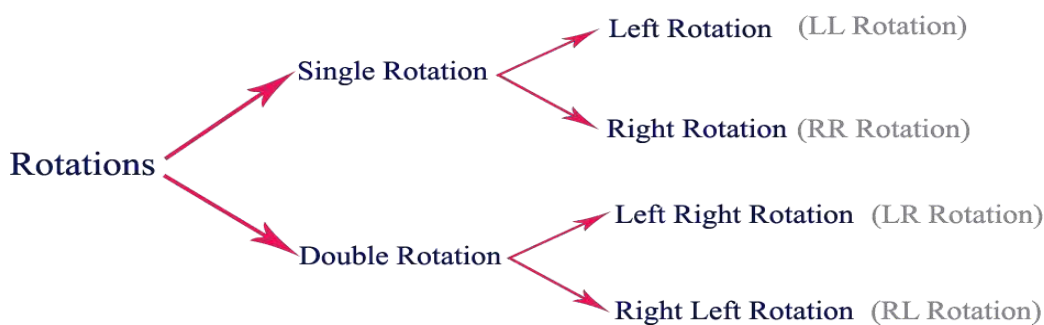 Left Rotation (LL Rotation)
Single Rotation
Right Rotation (RR Rotation)
Rotations
Left Right Rotation (LR Rotation)
Double Rotation
Right Left Rotation (RL Rotation)